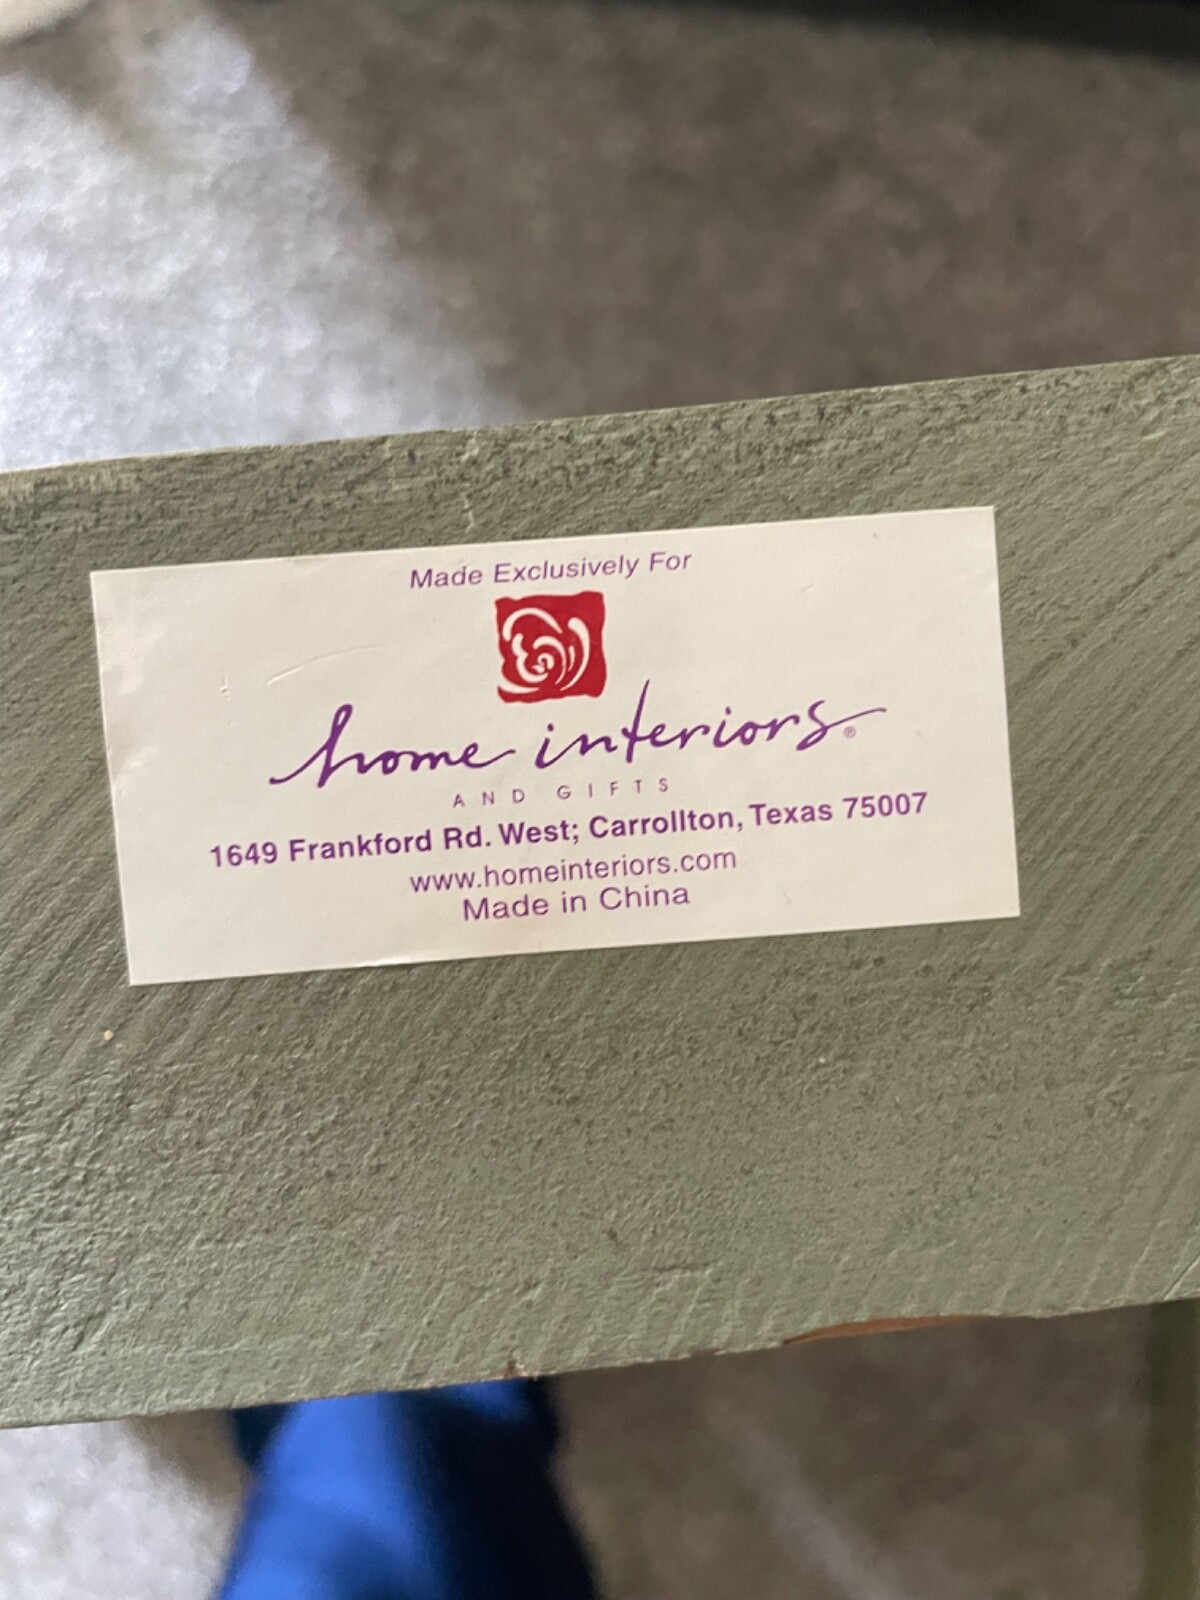 Made Exclusively For
home interiors®
AND GIFTS
1649 Frankford Rd. West; Carrollton, Texas 75007
www.homeinteriors.com
Made in China